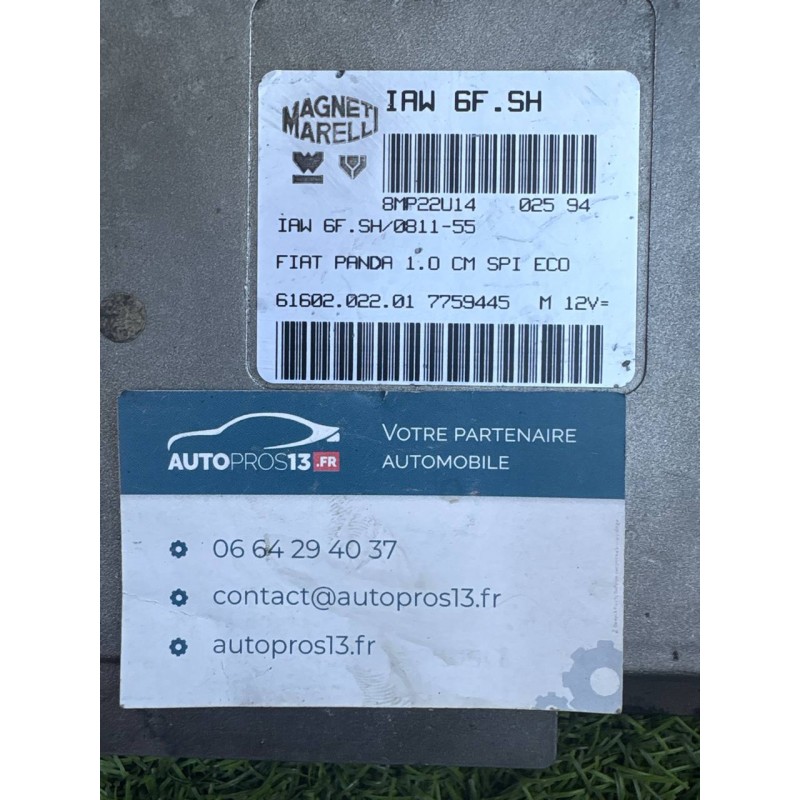 MAGNETI
MARELLI
IAW 6F.SH
8MP22U14 025 94
IAW 6F.SH/0811-55
FIAT PANDA 1.0 CM SPI ECO
61602.022.01 7759445 M 12V=
AUTOPROS13.FR
VOTRE PARTENAIRE
AUTOMOBILE
06 64 29 40 37
contact@autopros13.fr
autopros13.fr